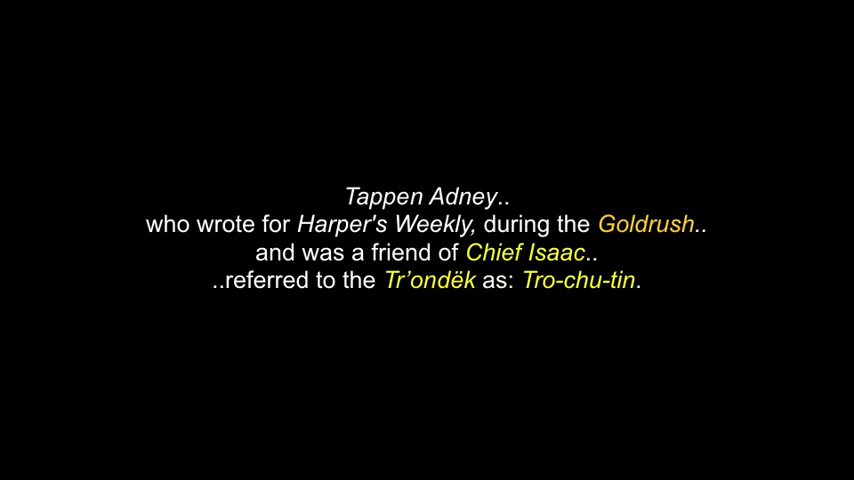 Tappen Adney..
who wrote for Harper's Weekly, during the Goldrush..
and was a friend of Chief Isaac..
..referred to the Tr’ondëk as: Tro-chu-tin.